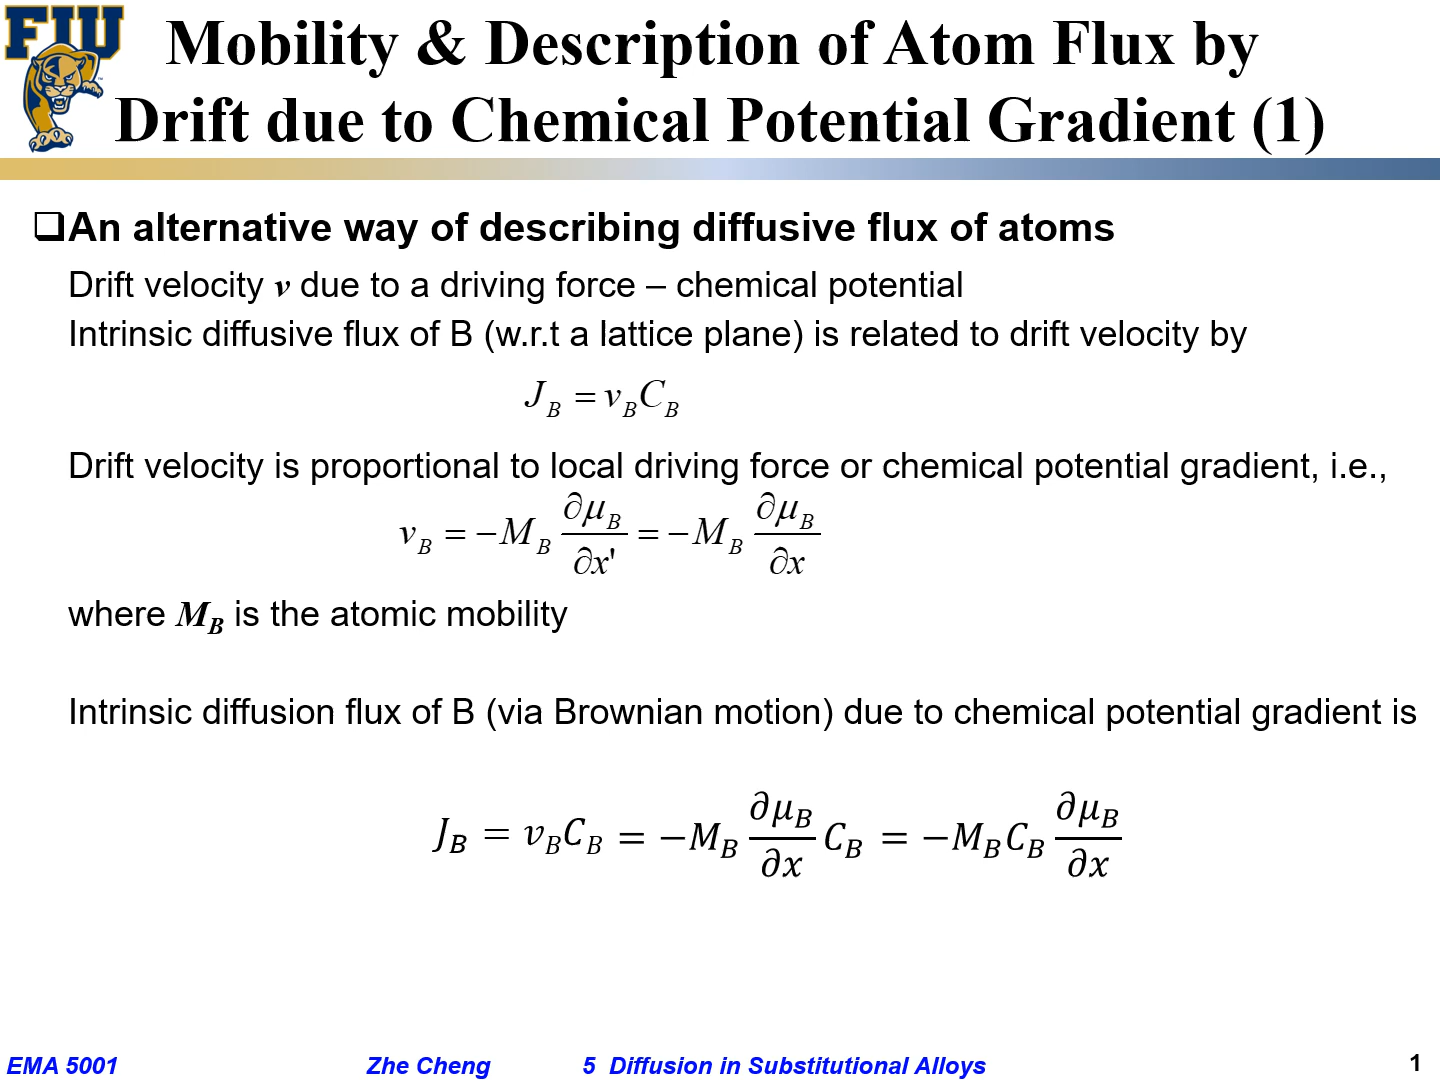 FIU
Mobility & Description of Atom Flux by
Drift due to Chemical Potential Gradient (1)
❑An alternative way of describing diffusive flux of atoms
Drift velocity v due to a driving force – chemical potential
Intrinsic diffusive flux of B (w.r.t a lattice plane) is related to drift velocity by
J_B = v_B C_B
Drift velocity is proportional to local driving force or chemical potential gradient, i.e.,
v_B = −M_B ∂μ_B/∂x' = −M_B ∂μ_B/∂x
where M_B is the atomic mobility
Intrinsic diffusion flux of B (via Brownian motion) due to chemical potential gradient is
J_B = v_B C_B = −M_B ∂μ_B/∂x C_B = −M_B C_B ∂μ_B/∂x
EMA 5001 Zhe Cheng 5 Diffusion in Substitutional Alloys 1